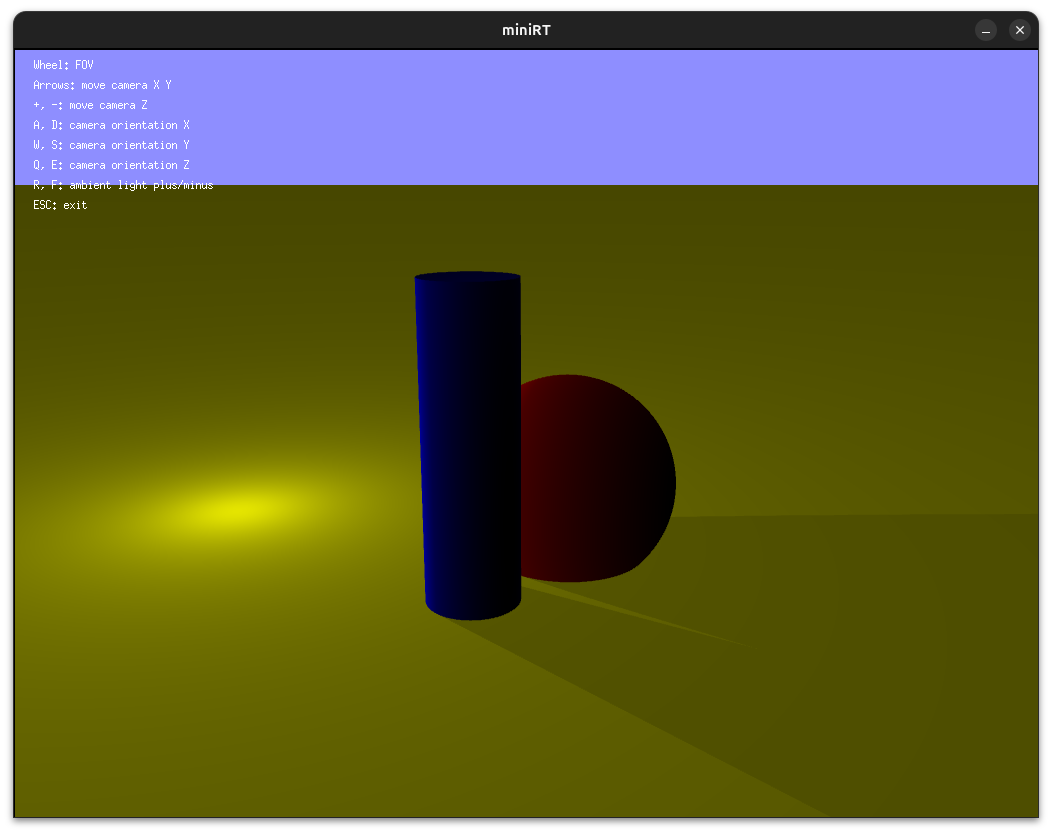 miniRT
Wheel: FOV
Arrows: move camera X Y
+, -: move camera Z
A, D: camera orientation X
W, S: camera orientation Y
Q, E: camera orientation Z
R, F: ambient light plus/minus
ESC: exit